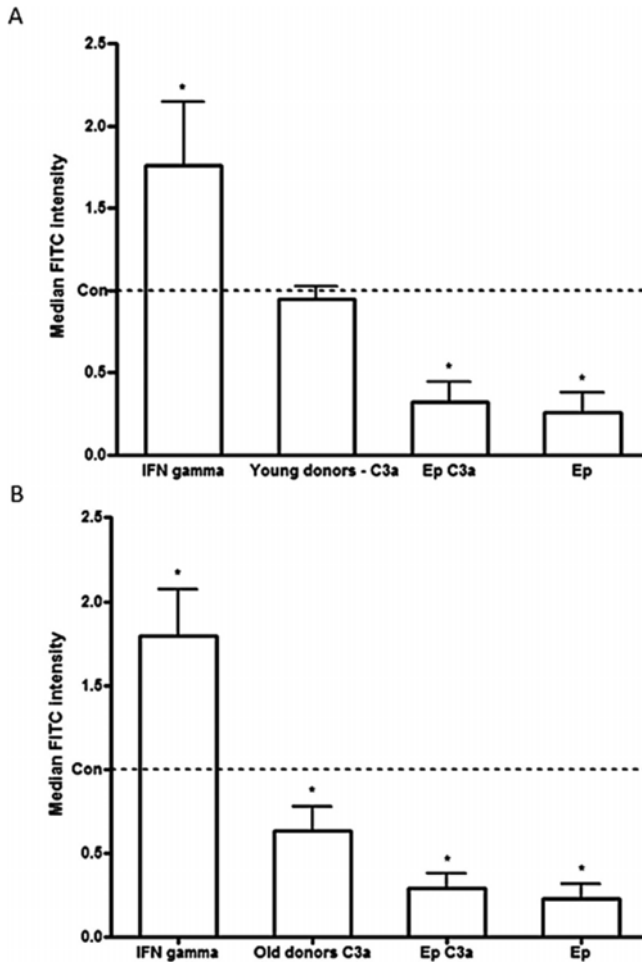 A
Median FITC intensity
2.5
2.0
1.5
Con
0.5
0.0
*
*
*
IFN gamma Young donors - C3a Ep C3a Ep
B
Median FITC intensity
2.5
2.0
1.5
Con
0.5
0.0
*
*
*
*
IFN gamma Old donors C3a Ep C3a Ep